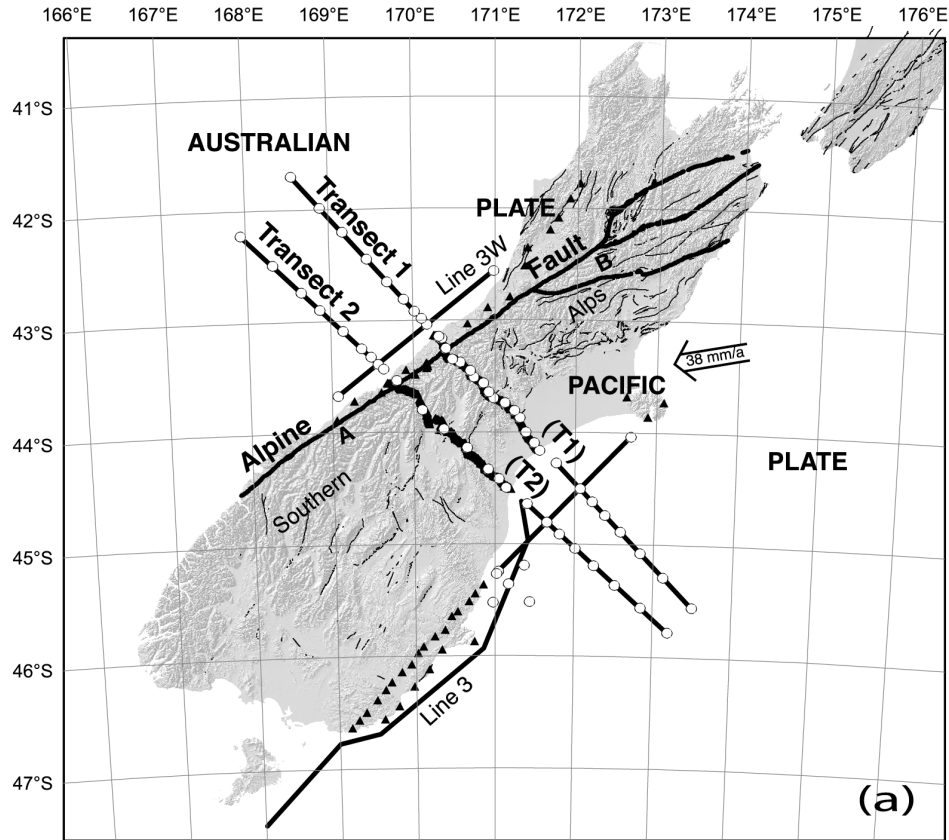 166°E 167°E 168°E 169°E 170°E 171°E 172°E 173°E 174°E 175°E 176°E
41°S
AUSTRALIAN
PLATE
42°S
Transect 1
Transect 2
Line 3W
Fault
B
Alps
43°S
38 mm/a
PACIFIC
PLATE
44°S
Alpine
A
(T1)
(T2)
Southern
45°S
46°S
Line 3
47°S
(a)